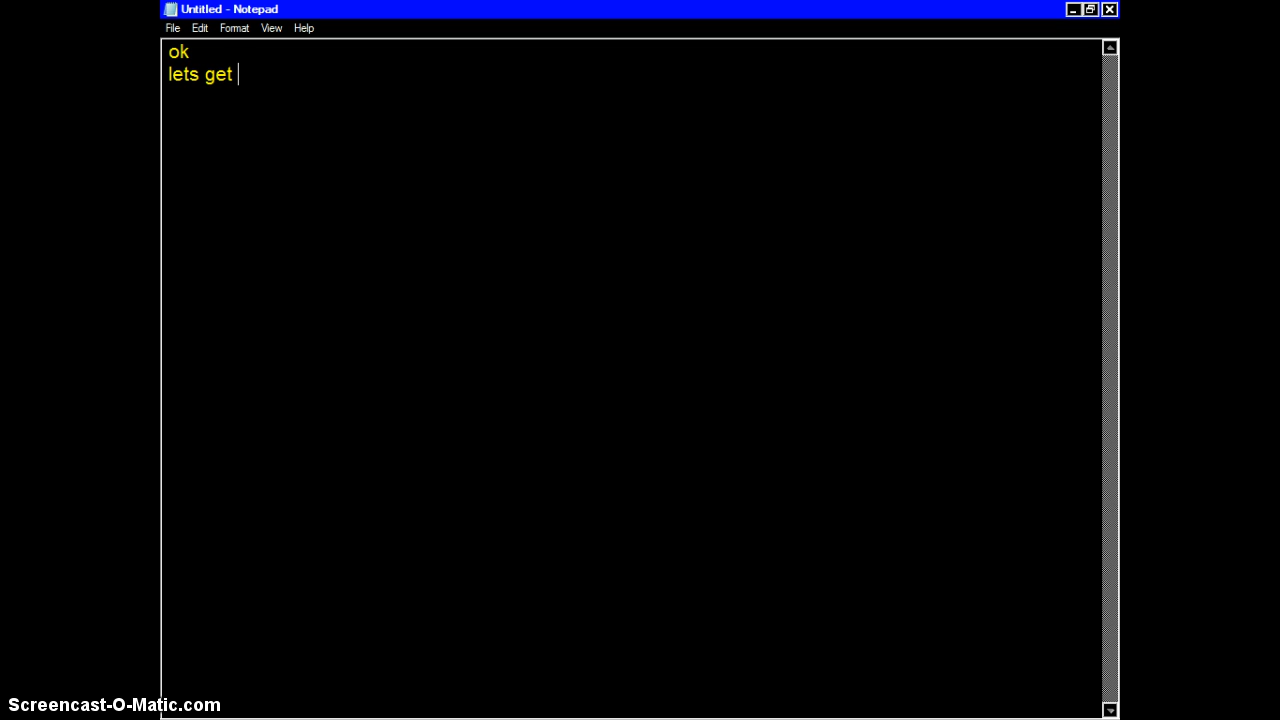 Untitled - Notepad
File Edit Format View Help
ok
lets get
Screencast-O-Matic.com